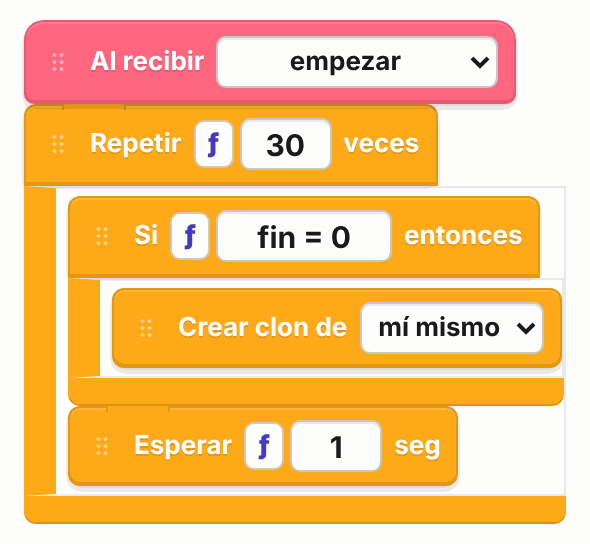 Al recibir empezar
Repetir ƒ 30 veces
Si ƒ fin = 0 entonces
Crear clon de mí mismo
Esperar ƒ 1 seg